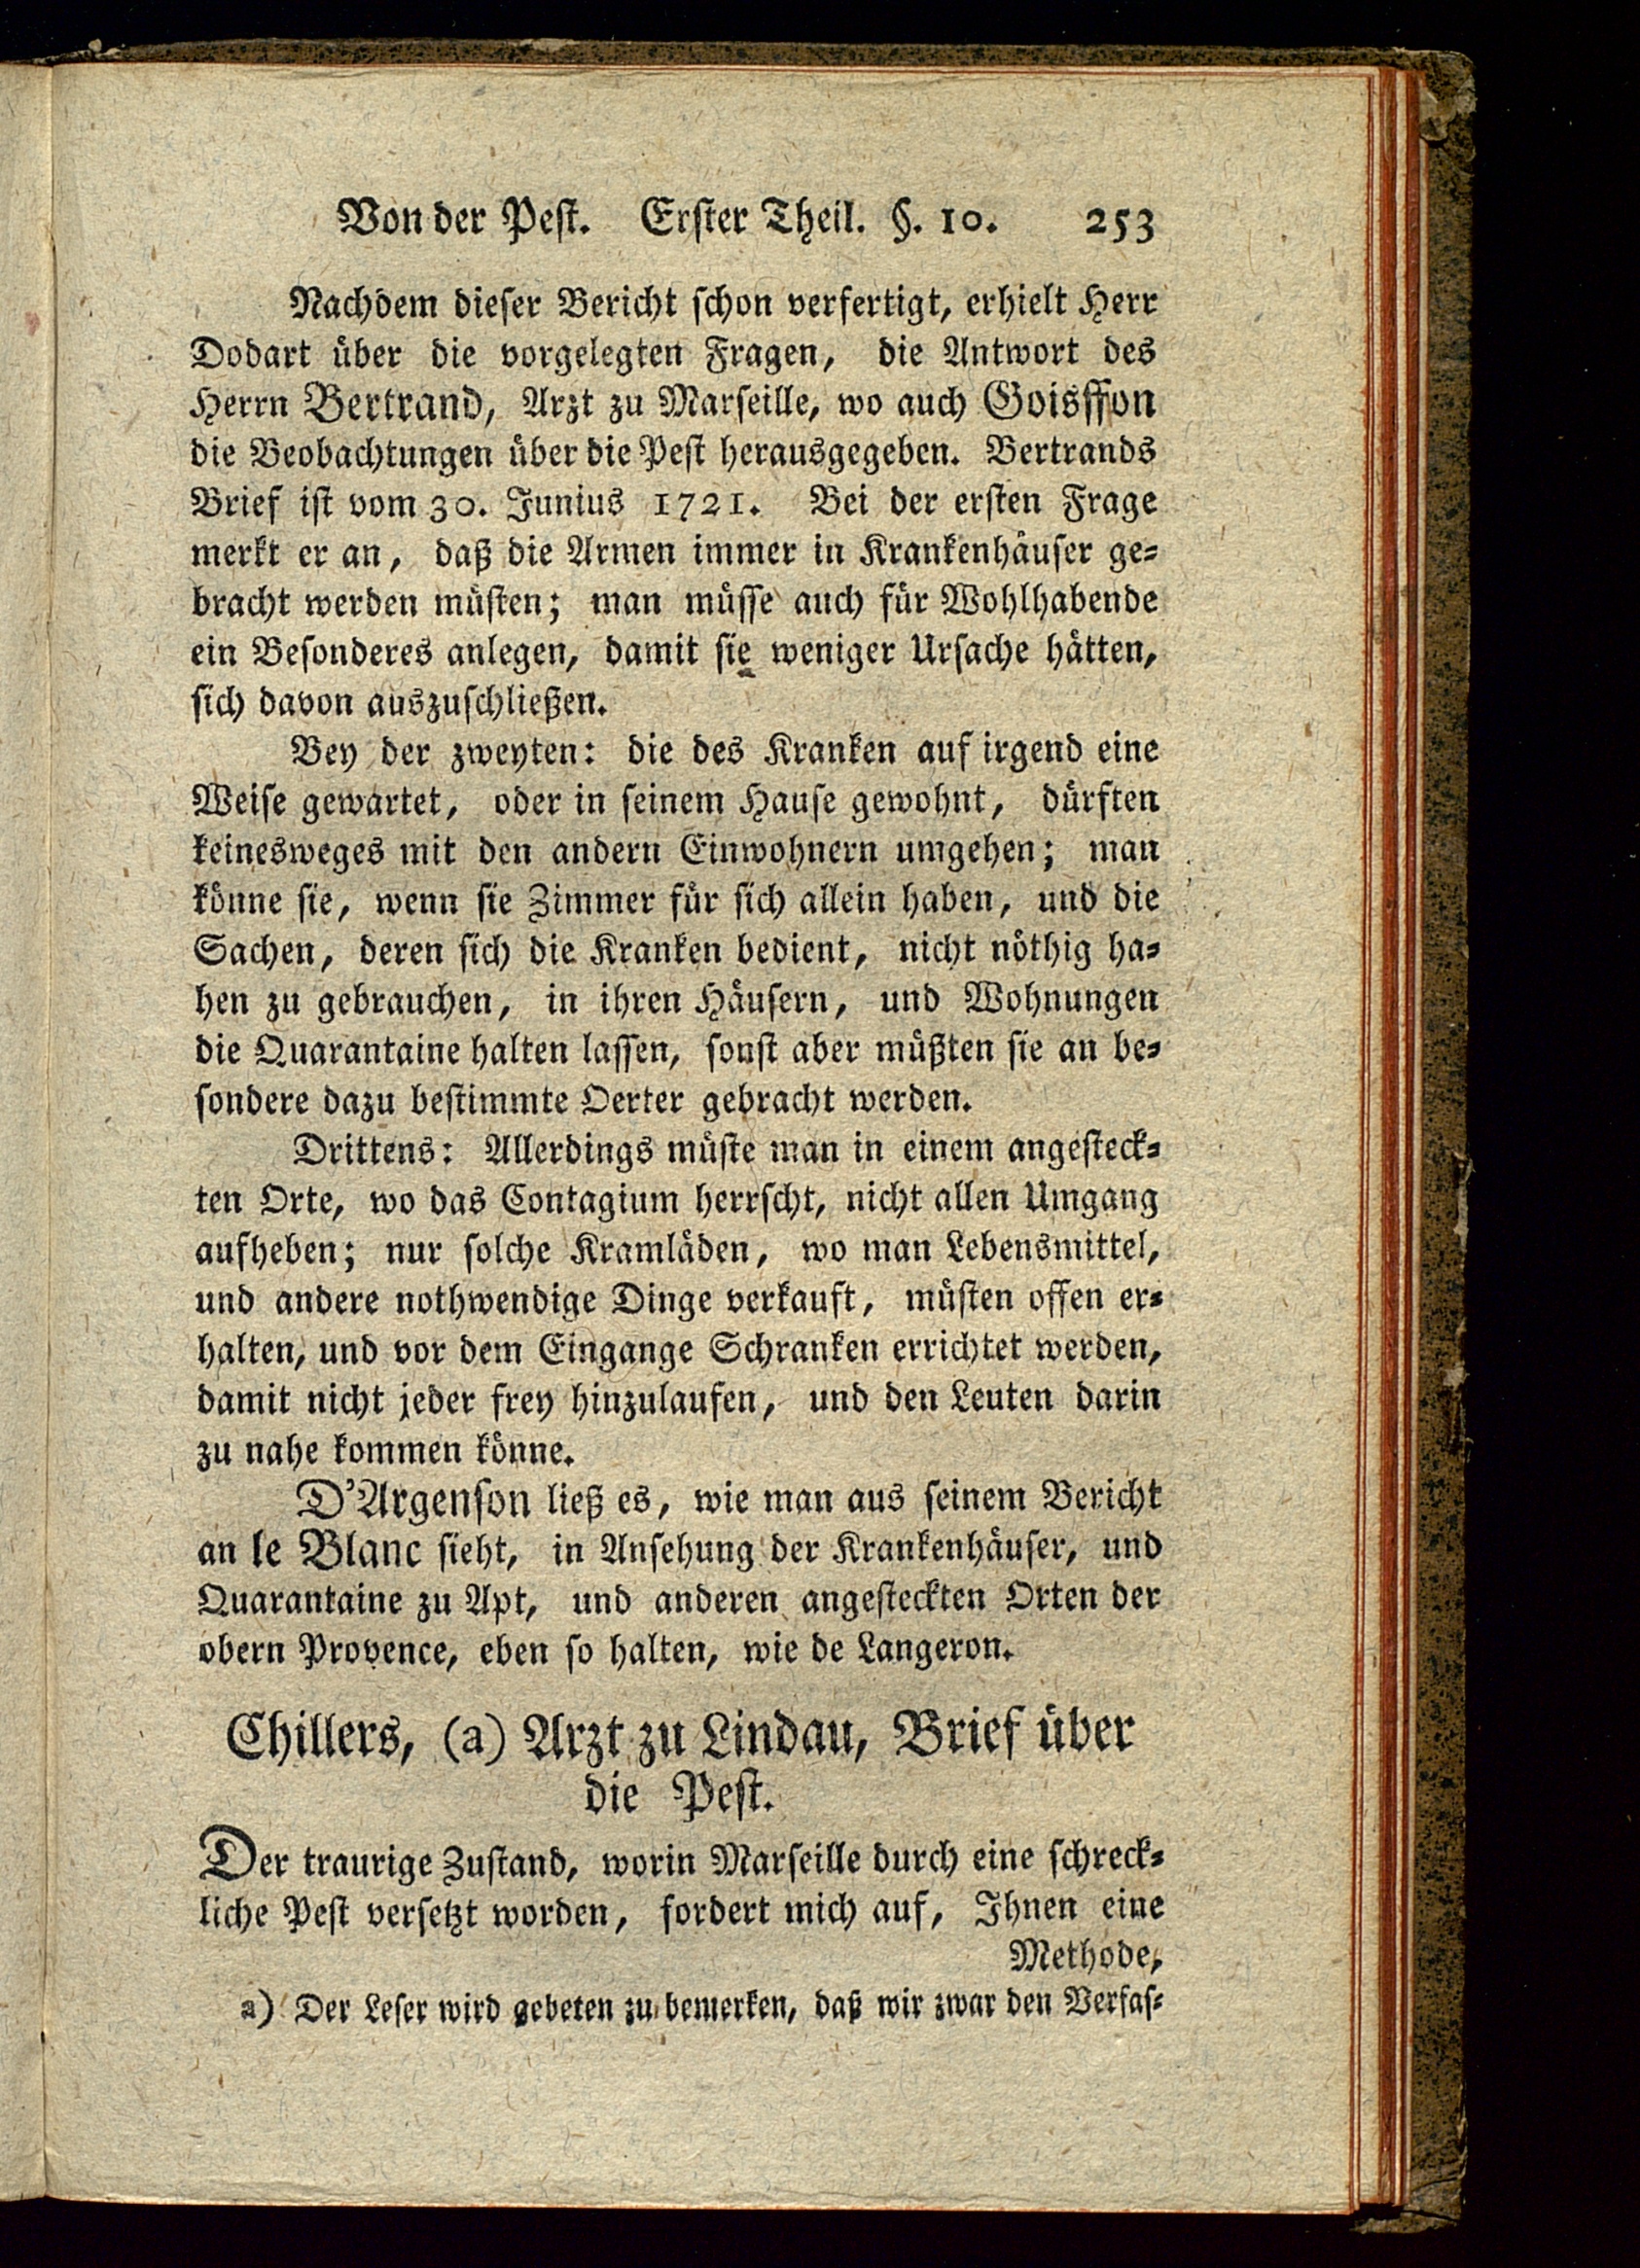 Von der Pest. Erster Theil. §. 10. 253
Nachdem dieser Bericht schon verfertigt, erhielt Herr
Dodart über die vorgelegten Fragen, die Antwort des
Herrn Bertrand, Arzt zu Marseille, wo auch Goisffon
die Beobachtungen über die Pest herausgegeben. Bertrands
Brief ist vom 30. Junius 1721. Bei der ersten Frage
merkt er an, daß die Armen immer in Krankenhäuser ge-
bracht werden müsten; man müsse auch für Wohlhabende
ein Besonderes anlegen, damit sie weniger Ursache hätten,
sich davon auszuschließen.
Bey der zweyten: die des Kranken auf irgend eine
Weise gewartet, oder in seinem Hause gewohnt, dürften
keinesweges mit den andern Einwohnern umgehen; man
könne sie, wenn sie Zimmer für sich allein haben, und die
Sachen, deren sich die Kranken bedient, nicht nöthig ha-
hen zu gebrauchen, in ihren Häusern, und Wohnungen
die Quarantaine halten lassen, sonst aber müßten sie an be-
sondere dazu bestimmte Oerter gebracht werden.
Drittens: Allerdings müste man in einem angesteck-
ten Orte, wo das Contagium herrscht, nicht allen Umgang
aufheben; nur solche Kramläden, wo man Lebensmittel,
und andere nothwendige Dinge verkauft, müsten offen er-
halten, und vor dem Eingange Schranken errichtet werden,
damit nicht jeder frey hinzulaufen, und den Leuten darin
zu nahe kommen könne.
D'Argenson ließ es, wie man aus seinem Bericht
an le Blanc sieht, in Ansehung der Krankenhäuser, und
Quarantaine zu Apt, und anderen angesteckten Orten der
obern Provence, eben so halten, wie de Langeron.
Chillers, (a) Arzt zu Lindau, Brief über
die Pest.
Der traurige Zustand, worin Marseille durch eine schreck-
liche Pest versetzt worden, fordert mich auf, Ihnen eine
Methode,
a) Der Leser wird gebeten zu bemerken, daß wir zwar den Verfas-